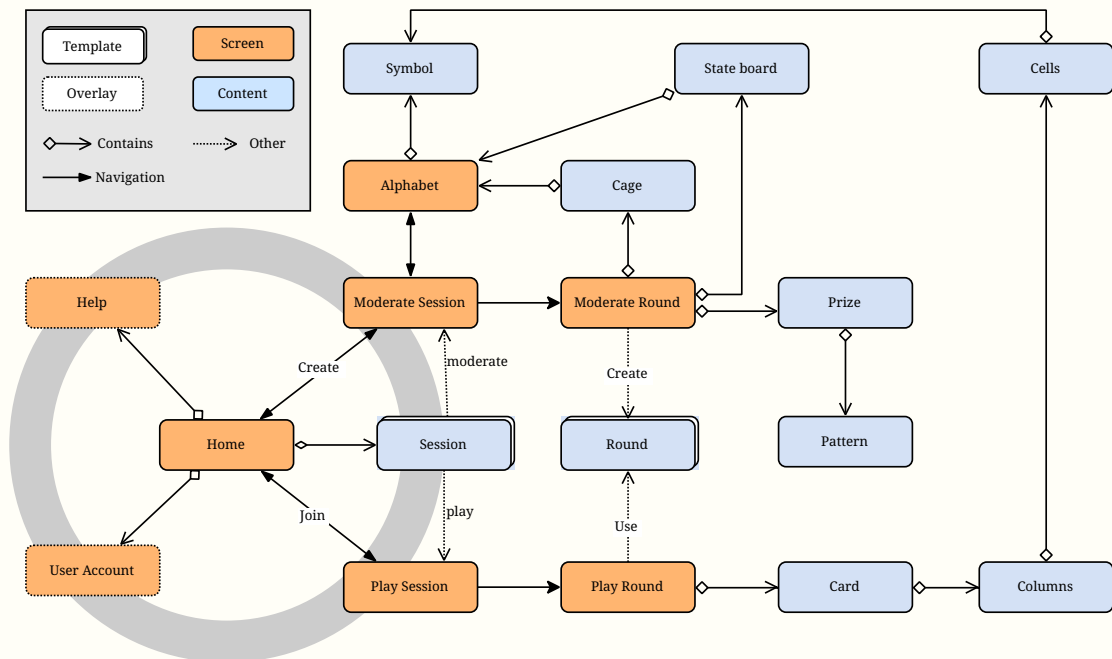 Template
Screen
Overlay
Content
Contains
Other
Navigation
Symbol
State board
Cells
Alphabet
Cage
Help
Moderate Session
Moderate Round
Prize
Create
moderate
Create
Home
Session
Round
Pattern
Join
play
Use
User Account
Play Session
Play Round
Card
Columns